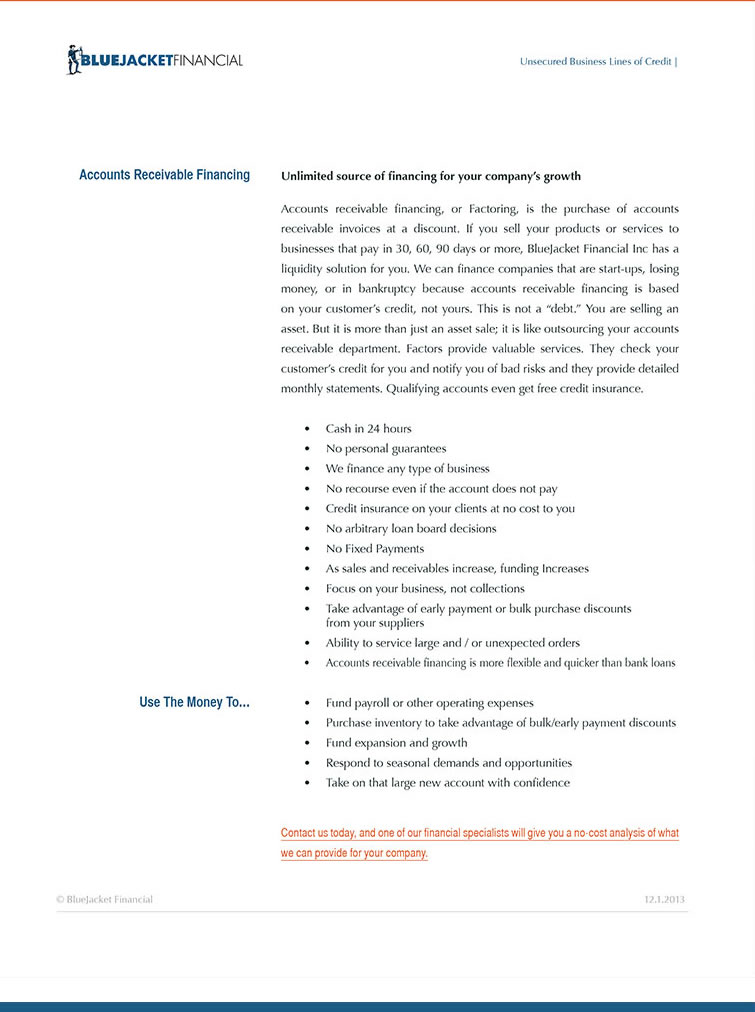 BLUEJACKETFINANCIAL
Unsecured Business Lines of Credit |
Accounts Receivable Financing
Unlimited source of financing for your company's growth
Accounts receivable financing, or Factoring, is the purchase of accounts
receivable invoices at a discount. If you sell your products or services to
businesses that pay in 30, 60, 90 days or more, BlueJacket Financial Inc has a
liquidity solution for you. We can finance companies that are start-ups, losing
money, or in bankruptcy because accounts receivable financing is based
on your customer's credit, not yours. This is not a “debt.” You are selling an
asset. But it is more than just an asset sale; it is like outsourcing your accounts
receivable department. Factors provide valuable services. They check your
customer's credit for you and notify you of bad risks and they provide detailed
monthly statements. Qualifying accounts even get free credit insurance.
• Cash in 24 hours
• No personal guarantees
• We finance any type of business
• No recourse even if the account does not pay
• Credit insurance on your clients at no cost to you
• No arbitrary loan board decisions
• No Fixed Payments
• As sales and receivables increase, funding Increases
• Focus on your business, not collections
• Take advantage of early payment or bulk purchase discounts
from your suppliers
• Ability to service large and / or unexpected orders
• Accounts receivable financing is more flexible and quicker than bank loans
Use The Money To...
• Fund payroll or other operating expenses
• Purchase inventory to take advantage of bulk/early payment discounts
• Fund expansion and growth
• Respond to seasonal demands and opportunities
• Take on that large new account with confidence
Contact us today, and one of our financial specialists will give you a no-cost analysis of what
we can provide for your company.
© BlueJacket Financial
12.1.2013